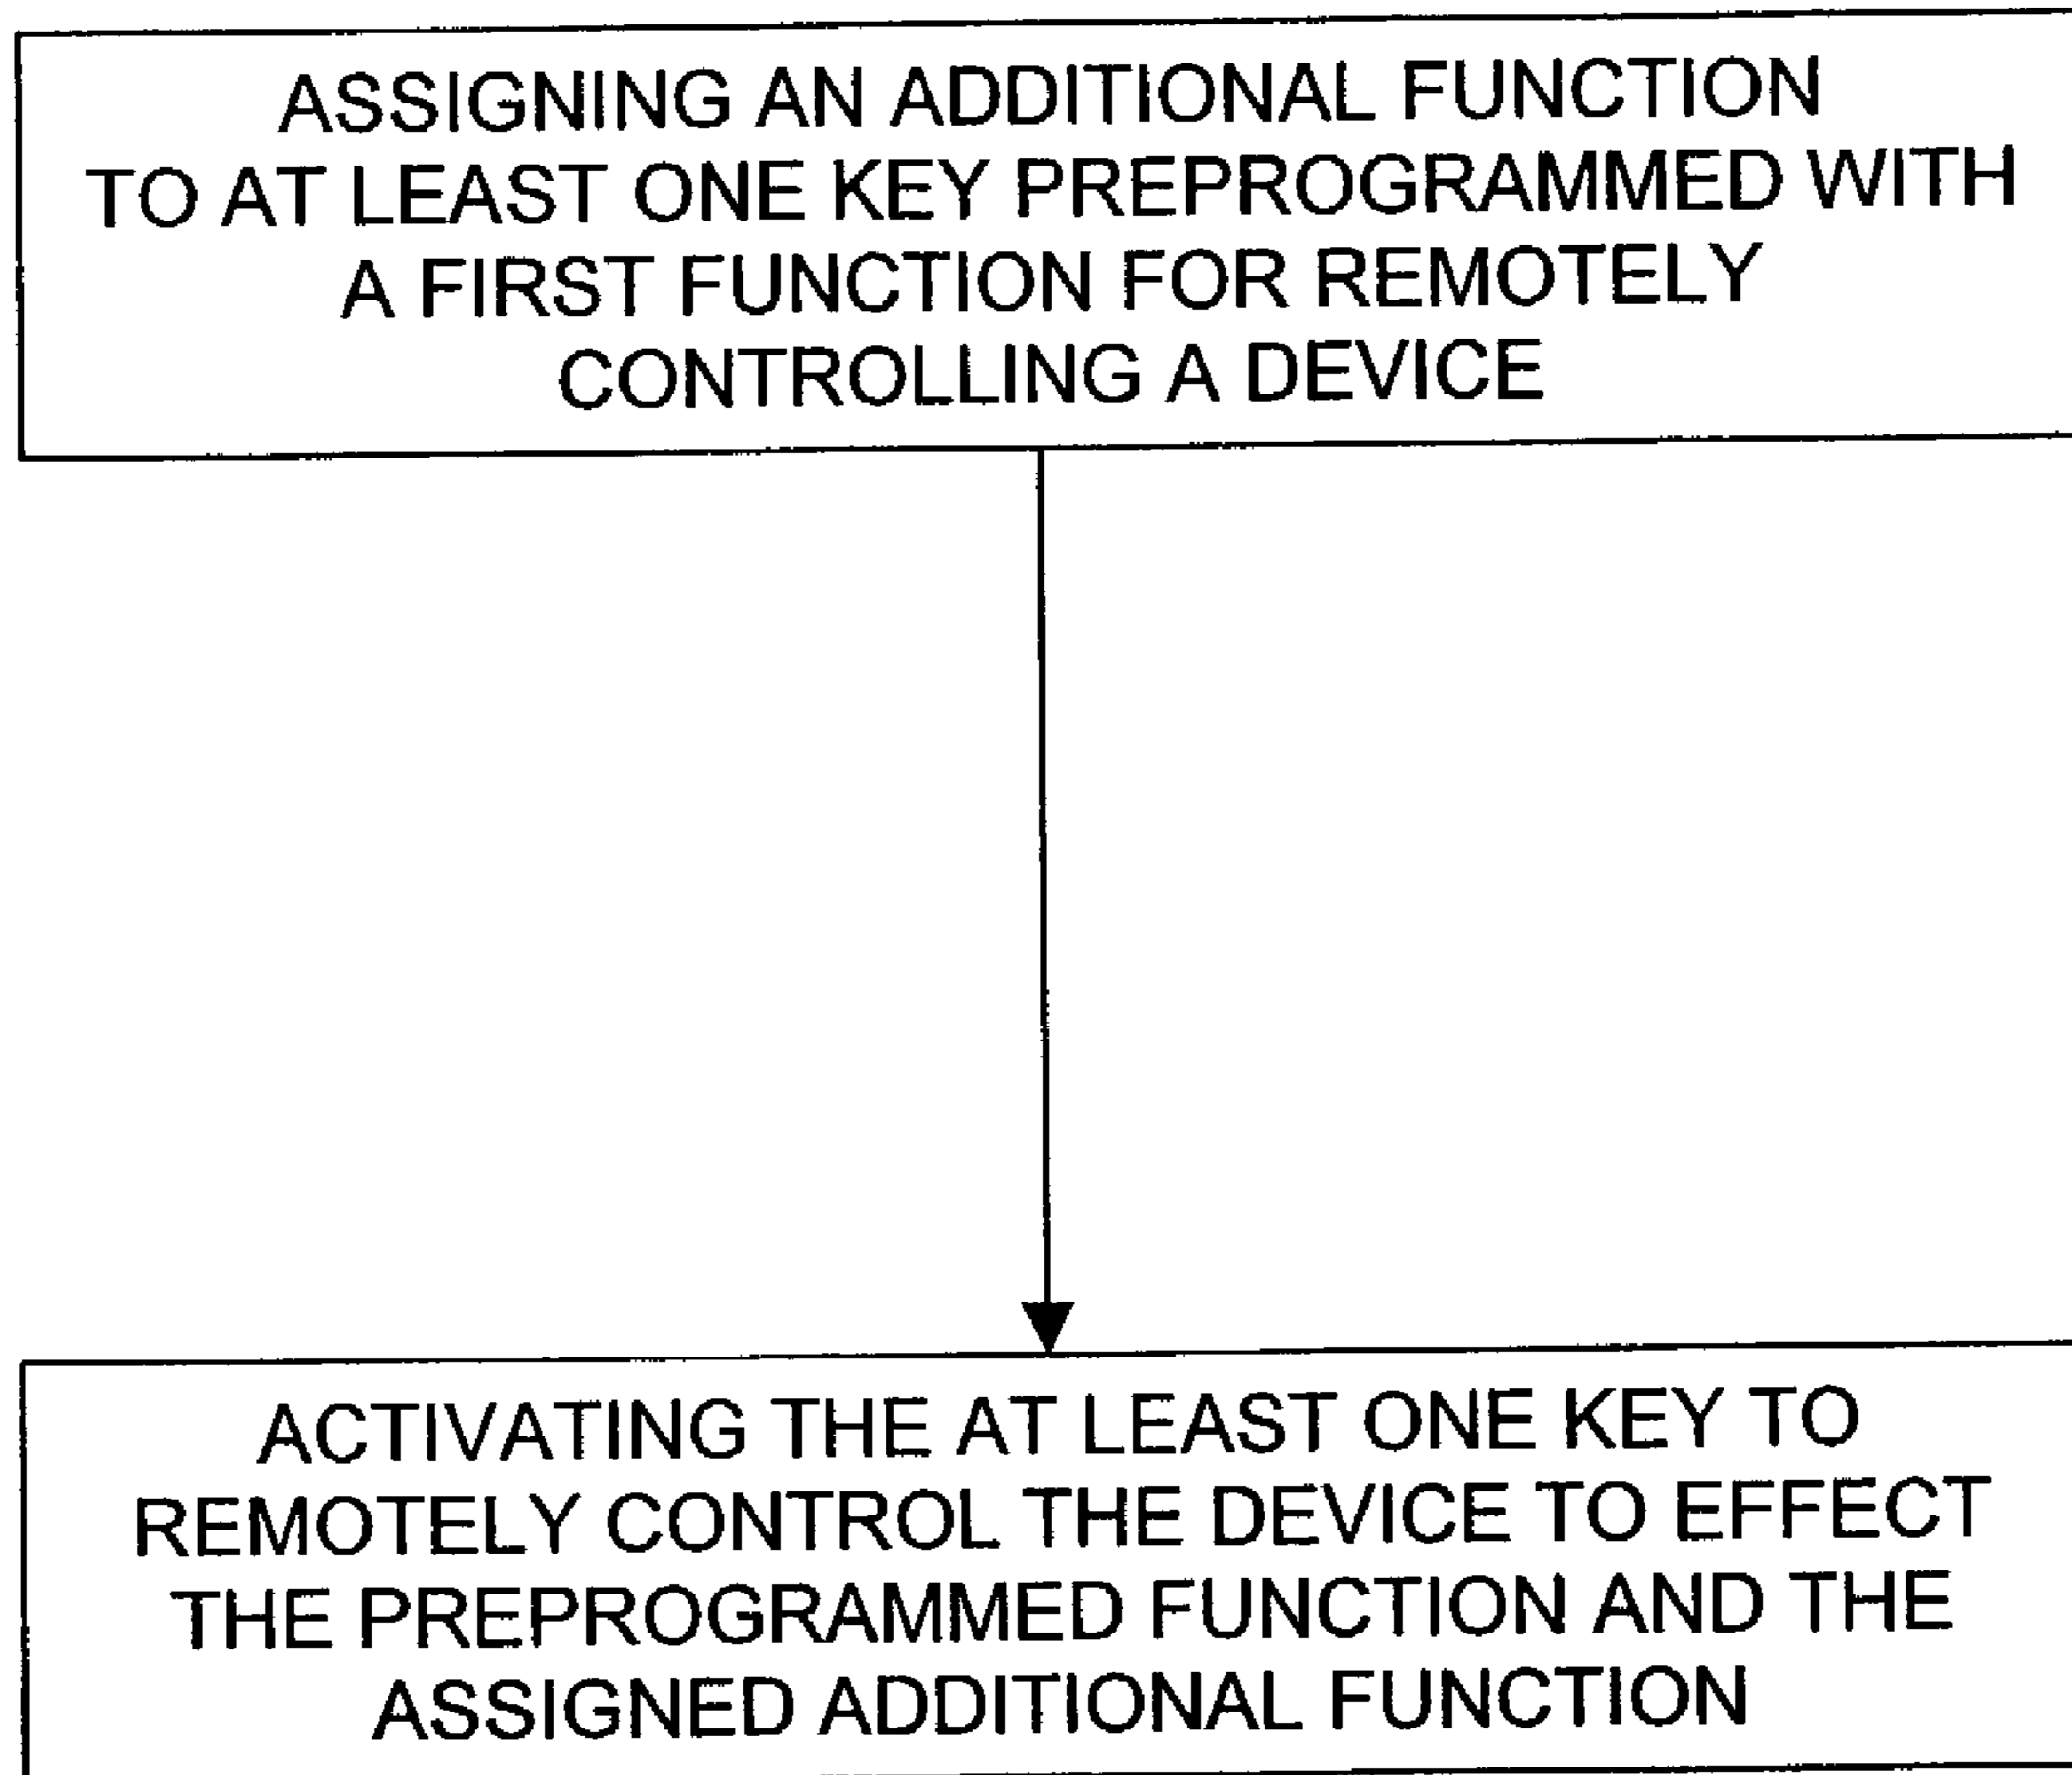 ASSIGNING AN ADDITIONAL FUNCTION
TO AT LEAST ONE KEY PREPROGRAMMED WITH
A FIRST FUNCTION FOR REMOTELY
CONTROLLING A DEVICE
ACTIVATING THE AT LEAST ONE KEY TO
REMOTELY CONTROL THE DEVICE TO EFFECT
THE PREPROGRAMMED FUNCTION AND THE
ASSIGNED ADDITIONAL FUNCTION